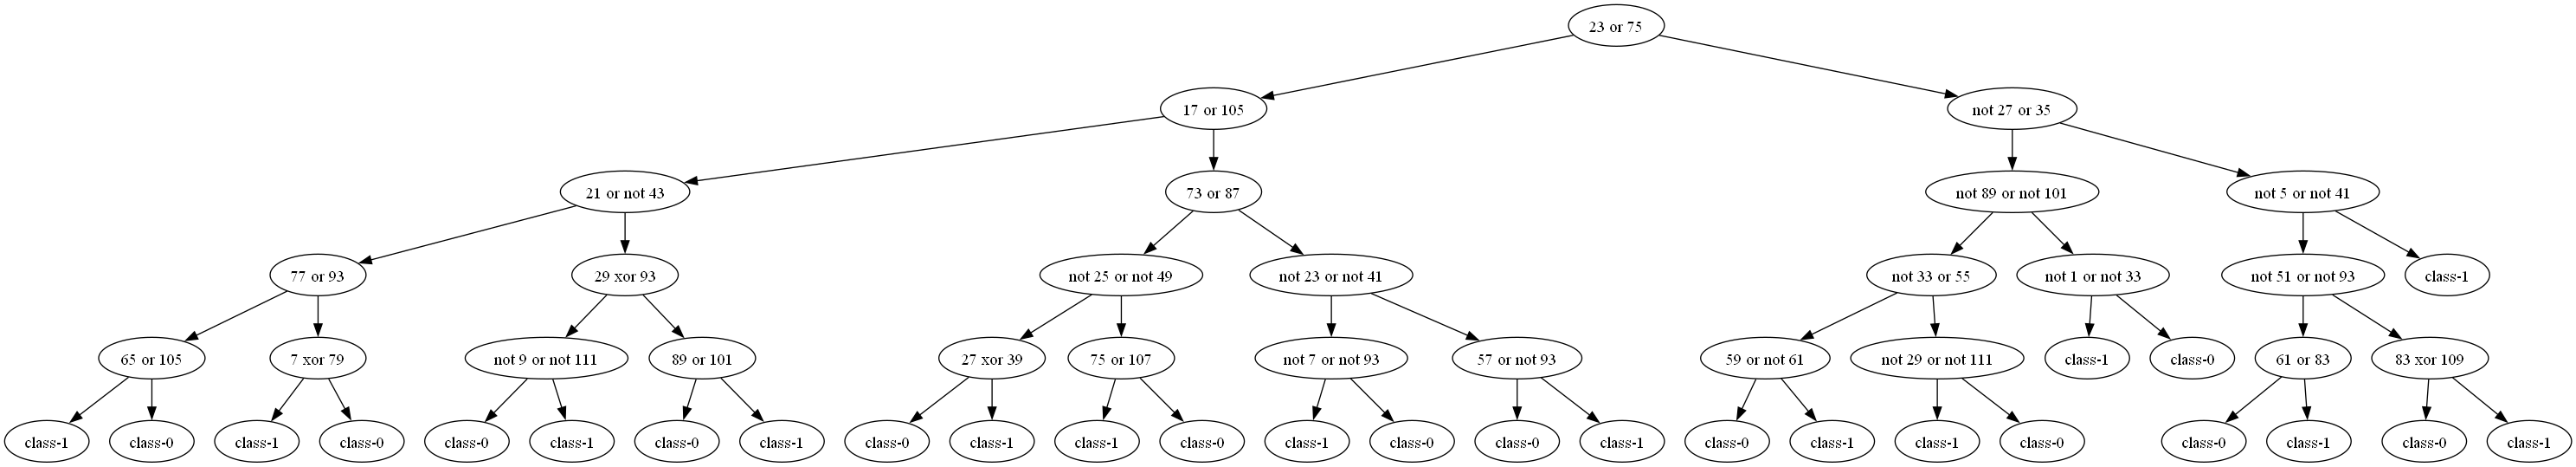 23 or 75
17 or 105
not 27 or 35
21 or not 43
73 or 87
not 89 or not 101
not 5 or not 41
77 or 93
29 xor 93
not 25 or not 49
not 23 or not 41
not 33 or 55
not 1 or not 33
not 51 or not 93
class-1
65 or 105
7 xor 79
not 9 or not 111
89 or 101
27 xor 39
75 or 107
not 7 or not 93
57 or not 93
59 or not 61
not 29 or not 111
class-1
class-0
61 or 83
83 xor 109
class-1
class-0
class-1
class-0
class-0
class-1
class-0
class-1
class-0
class-1
class-1
class-0
class-1
class-0
class-0
class-1
class-0
class-1
class-1
class-0
class-0
class-1
class-0
class-1